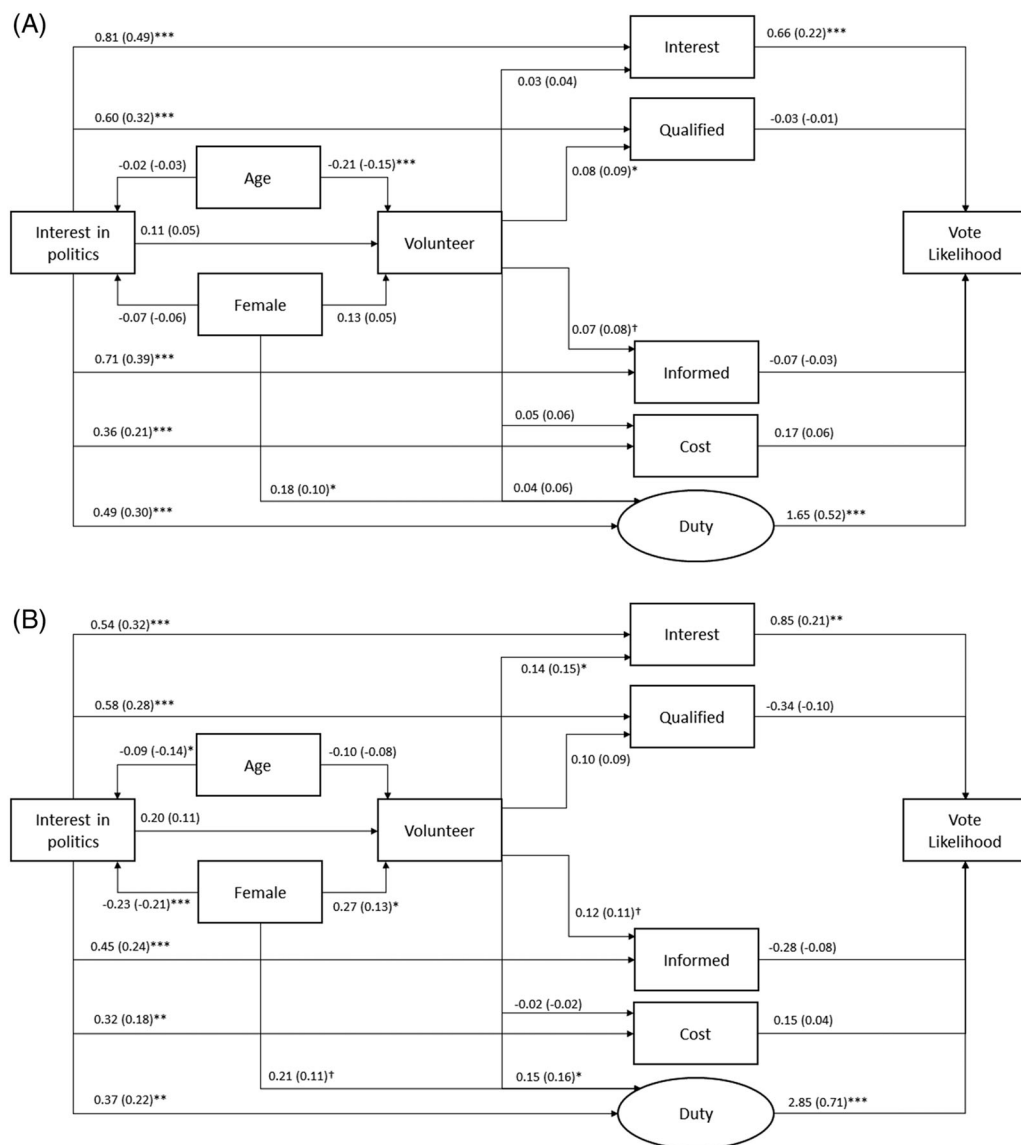 (A)
0.81 (0.49)***
Interest
0.66 (0.22)***
0.03 (0.04)
0.60 (0.32)***
Qualified
-0.03 (-0.01)
-0.02 (-0.03)
Age
-0.21 (-0.15)***
0.08 (0.09)*
Interest in
politics
0.11 (0.05)
Volunteer
Vote
Likelihood
-0.07 (-0.06)
Female
0.13 (0.05)
0.07 (0.08)†
0.71 (0.39)***
Informed
-0.07 (-0.03)
0.05 (0.06)
0.36 (0.21)***
Cost
0.17 (0.06)
0.18 (0.10)*
0.04 (0.06)
0.49 (0.30)***
Duty
1.65 (0.52)***
(B)
0.54 (0.32)***
Interest
0.85 (0.21)**
0.14 (0.15)*
0.58 (0.28)***
Qualified
-0.34 (-0.10)
-0.09 (-0.14)*
Age
-0.10 (-0.08)
0.10 (0.09)
Interest in
politics
0.20 (0.11)
Volunteer
Vote
Likelihood
-0.23 (-0.21)***
Female
0.27 (0.13)*
0.12 (0.11)†
0.45 (0.24)***
Informed
-0.28 (-0.08)
-0.02 (-0.02)
0.32 (0.18)**
Cost
0.15 (0.04)
0.21 (0.11)†
0.15 (0.16)*
0.37 (0.22)**
Duty
2.85 (0.71)***